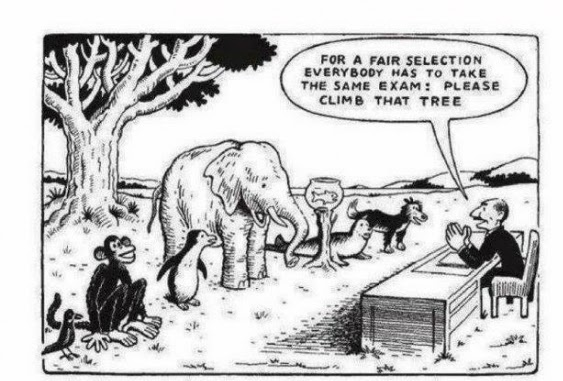 FOR A FAIR SELECTION
EVERYBODY HAS TO TAKE
THE SAME EXAM: PLEASE
CLIMB THAT TREE